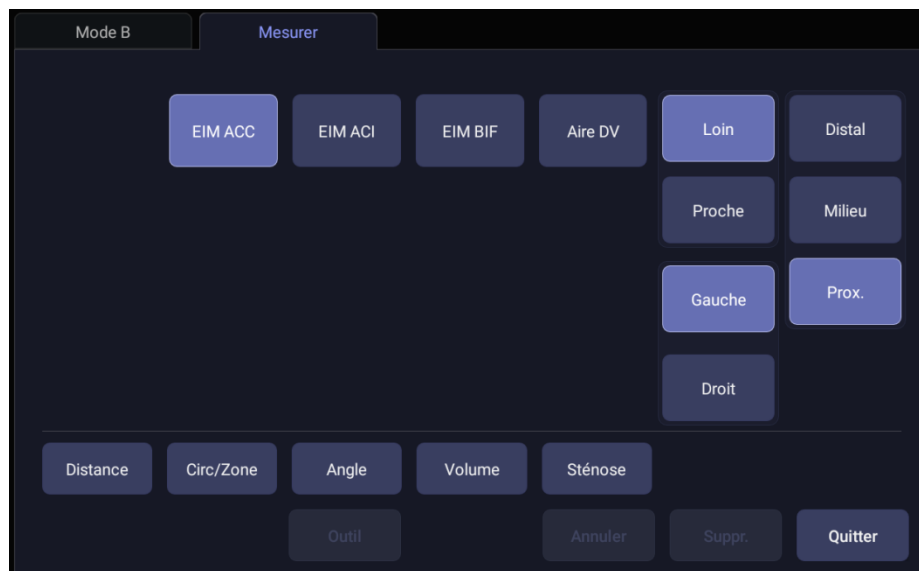 Mode B
Mesurer
EIM ACC
EIM ACI
EIM BIF
Aire DV
Loin
Distal
Proche
Milieu
Gauche
Prox.
Droit
Distance
Circ/Zone
Angle
Volume
Sténose
Outil
Annuler
Suppr.
Quitter